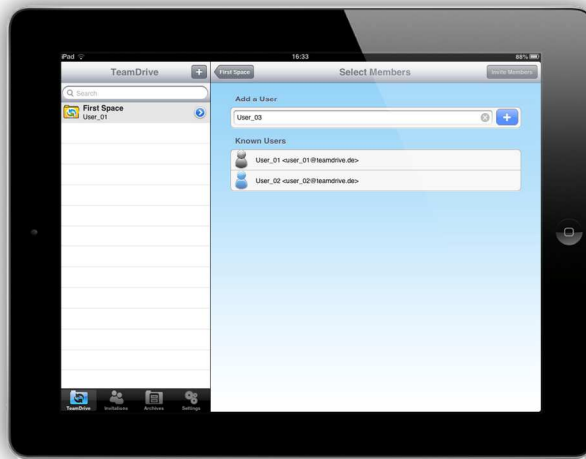 iPad 16:33 88%
TeamDrive + First Space Select Members Invite Members
Search
First Space
User_01
Add a User
User_03 +
Known Users
User_01 <user_01@teamdrive.de>
User_02 <user_02@teamdrive.de>
TeamDrive Invitations Archives Settings